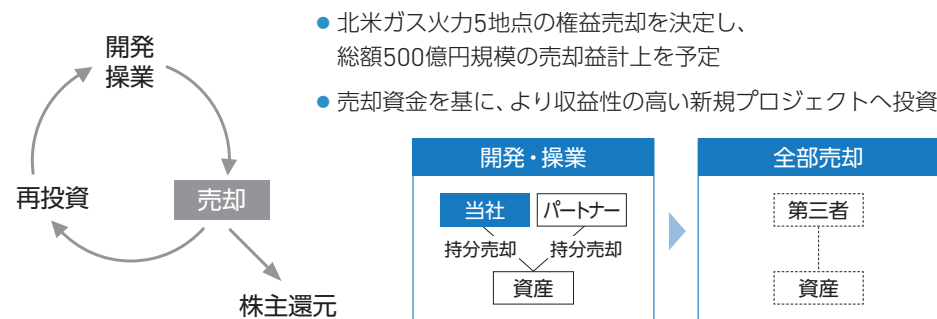 開発
操業
再投資
売却
株主還元
● 北米ガス火力5地点の権益売却を決定し、
総額500億円規模の売却益計上を予定
● 売却資金を基に、より収益性の高い新規プロジェクトへ投資
開発・操業
当社
パートナー
持分売却
持分売却
資産
全部売却
第三者
資産